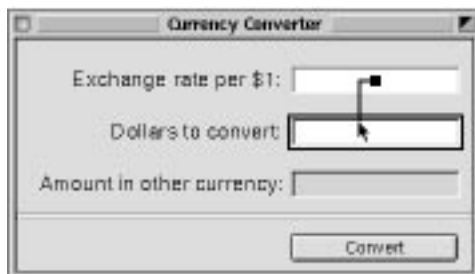 Currency Converter
Exchange rate per $1:
Dollars to convert:
Amount in other currency:
Convert